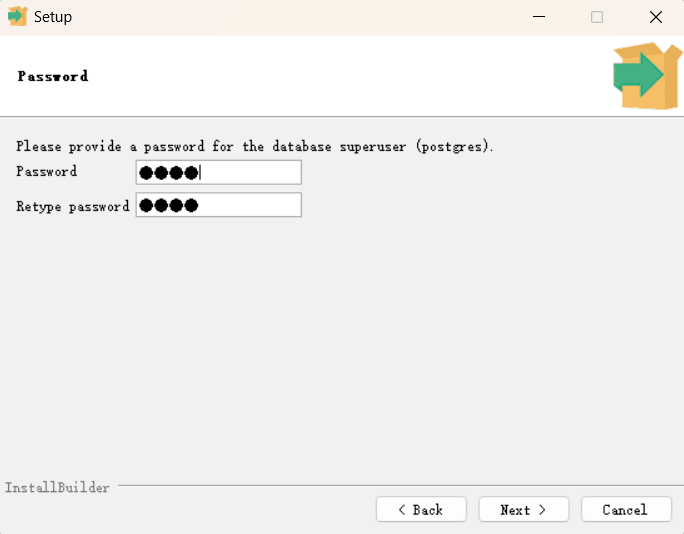 Setup
Password
Please provide a password for the database superuser (postgres).
Password ●●●●
Retype password ●●●●
InstallBuilder
< Back
Next >
Cancel